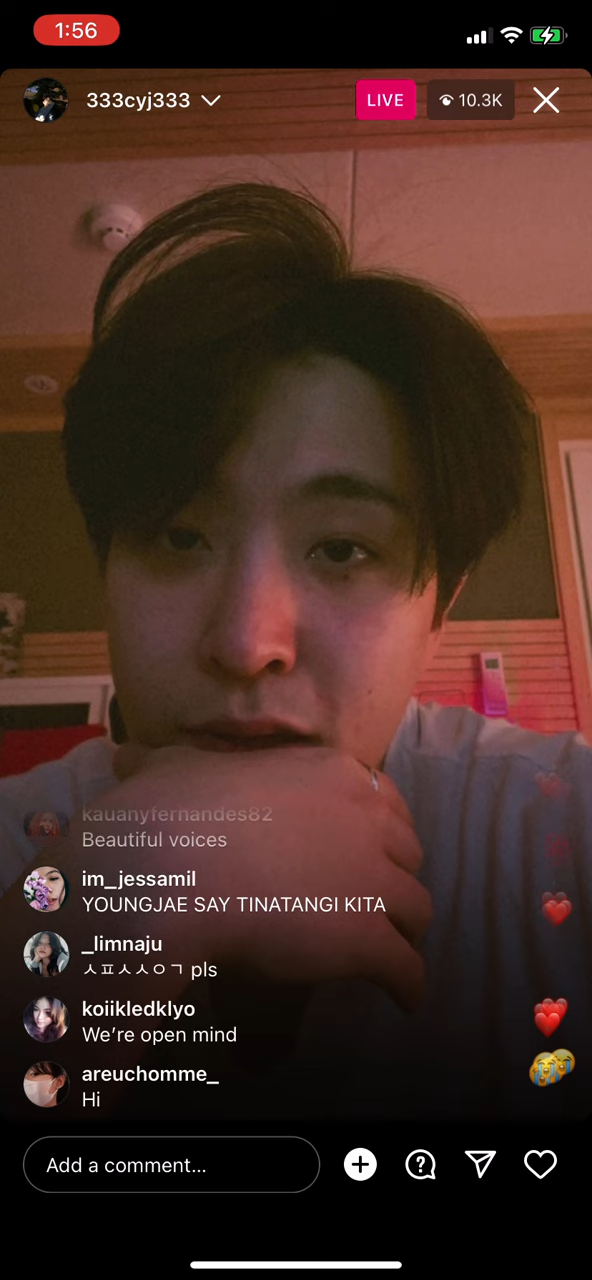 1:56
333cyj333
LIVE
10.3K
kauanyfernandes82
Beautiful voices
im_jessamil
YOUNGJAE SAY TINATANGI KITA
_limnaju
ㅅㅍㅅㅅㅇㄱ pls
koiikledklyo
We’re open mind
areuchomme_
Hi
Add a comment...